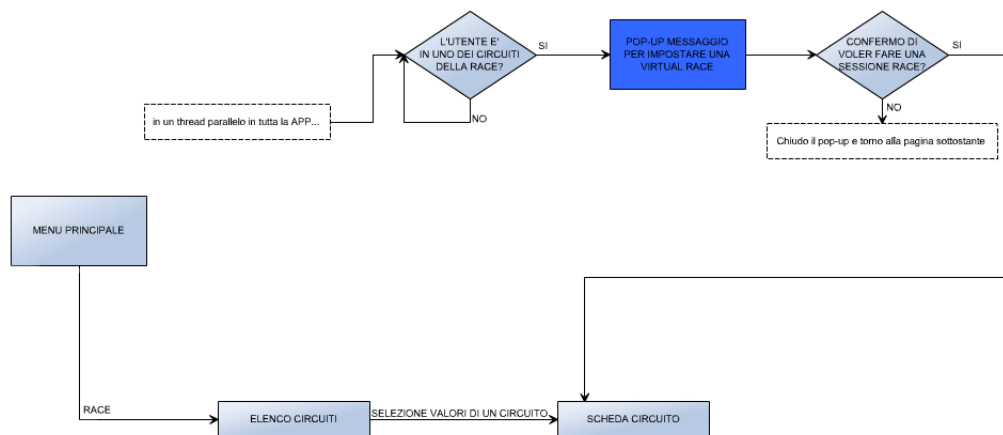 L'UTENTE E'
IN UNO DEI CIRCUITI
DELLA RACE?
SI
POP-UP MESSAGGIO
PER IMPOSTARE UNA
VIRTUAL RACE
CONFERMO DI
VOLER FARE UNA
SESSIONE RACE?
SI
in un thread parallelo in tutta la APP...
NO
NO
Chiudo il pop-up e torno alla pagina sottostante
MENU PRINCIPALE
RACE
ELENCO CIRCUITI
SELEZIONE VALORI DI UN CIRCUITO
SCHEDA CIRCUITO